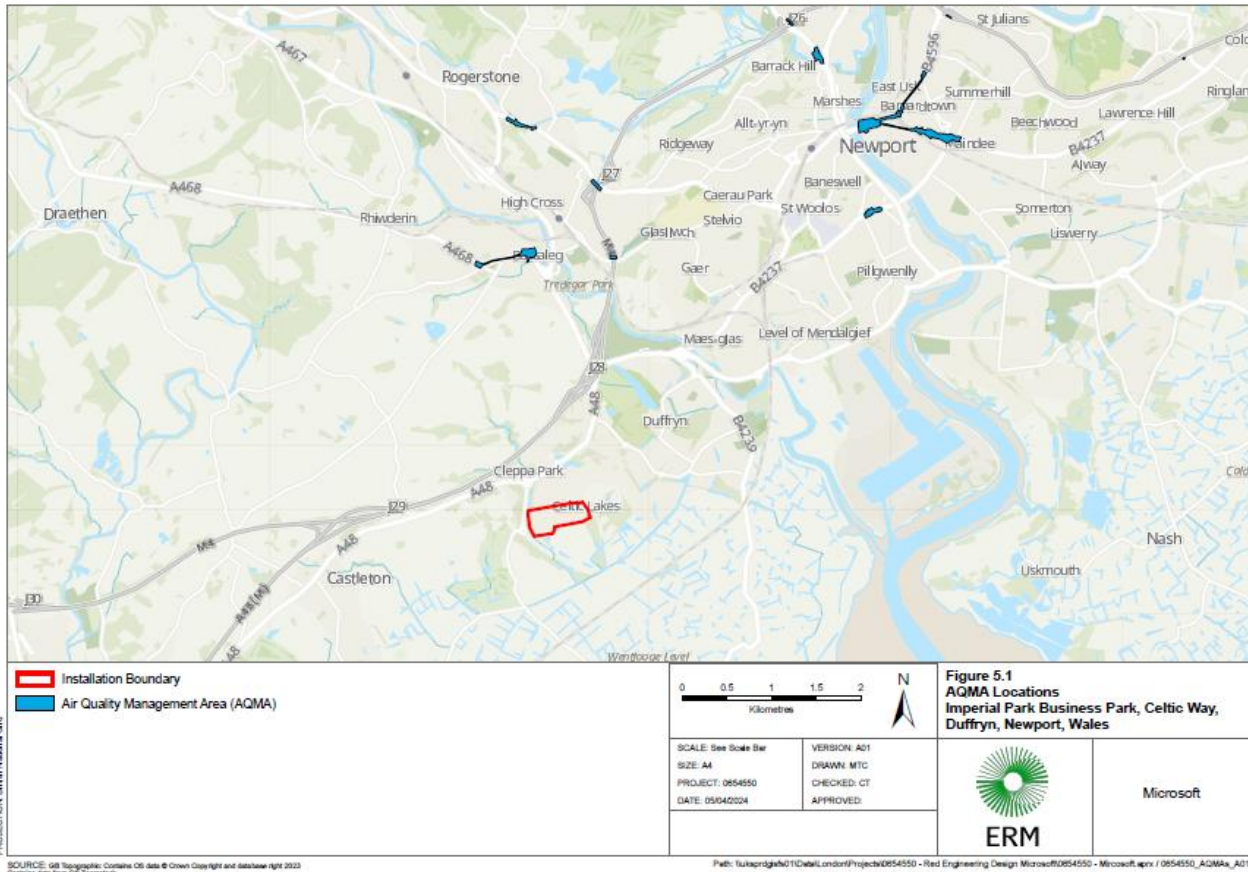 J26
St Julians
B4596
A467
Rogerstone
Barrack Hill
East Usk
Summerhill
Marshes
Barnardtown
Lawrence Hill
Beechwood
Allt-yr-yn
Ridgeway
Newport
Maindee
B4237
Alway
J27
A468
High Cross
Caerau Park
Baneswell
Draethen
Rhiwderin
Stelvio
St Woolos
Somerton
Glasllwch
Liswerry
A468
Bassaleg
M4
Gaer
B4237
Pillgwenlly
Tredegar Park
Maes-glas
Level of Mendalgief
J28
A48
Duffryn
B4239
Cleppa Park
A48
Celtic Lakes
J29
Nash
M4
A48
Uskmouth
Castleton
J30
A48(M)
A48
Wentlooge Level
Installation Boundary
Air Quality Management Area (AQMA)
0 0.5 1 1.5 2
Kilometres
N
Figure 5.1
AQMA Locations
Imperial Park Business Park, Celtic Way,
Duffryn, Newport, Wales
SCALE: See Scale Bar
VERSION: A01
SIZE: A4
DRAWN: MTC
PROJECT: 0654550
CHECKED: CT
DATE: 05/04/2024
APPROVED:
ERM
Microsoft
SOURCE: GB Topographic: Contains OS data © Crown Copyright and database right 2023